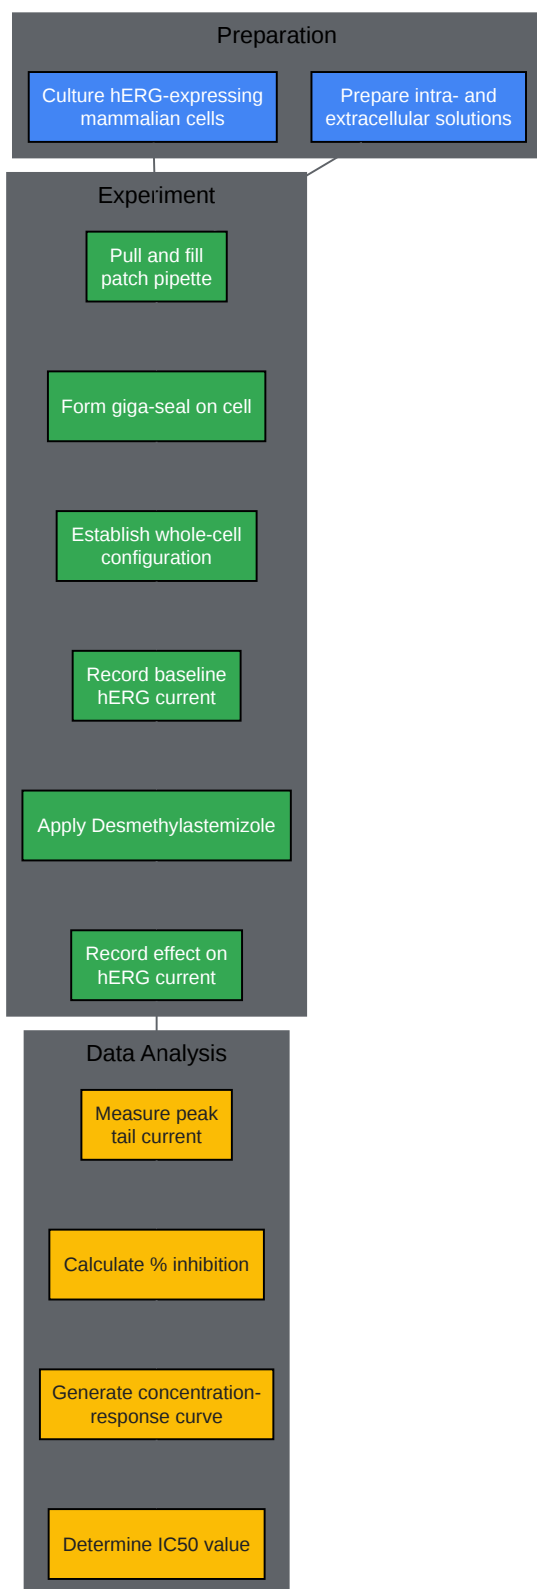 Preparation
Culture hERG-expressing
mammalian cells
Prepare intra- and
extracellular solutions
Experiment
Pull and fill
patch pipette
Form giga-seal on cell
Establish whole-cell
configuration
Record baseline
hERG current
Apply Desmethylastemizole
Record effect on
hERG current
Data Analysis
Measure peak
tail current
Calculate % inhibition
Generate concentration-
response curve
Determine IC50 value